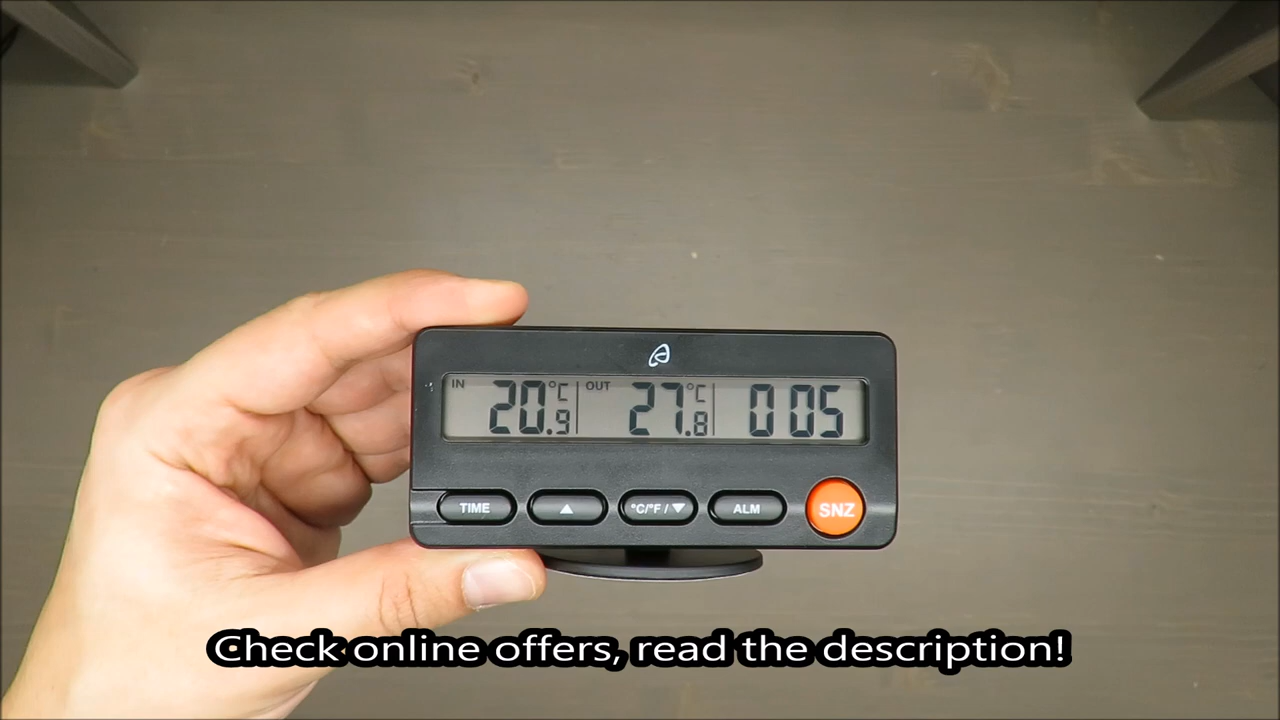 IN 20.9 °C OUT 27.8 °C 0 05
TIME ▲ °C/°F / ▼ ALM SNZ
Check online offers, read the description!